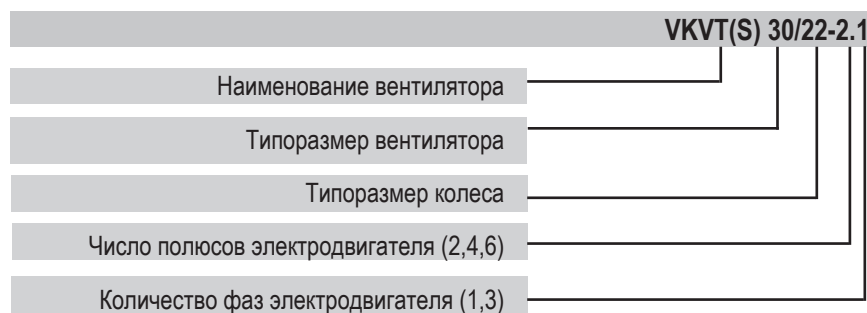 VKVT(S) 30/22-2.1
Наименование вентилятора
Типоразмер вентилятора
Типоразмер колеса
Число полюсов электродвигателя (2,4,6)
Количество фаз электродвигателя (1,3)